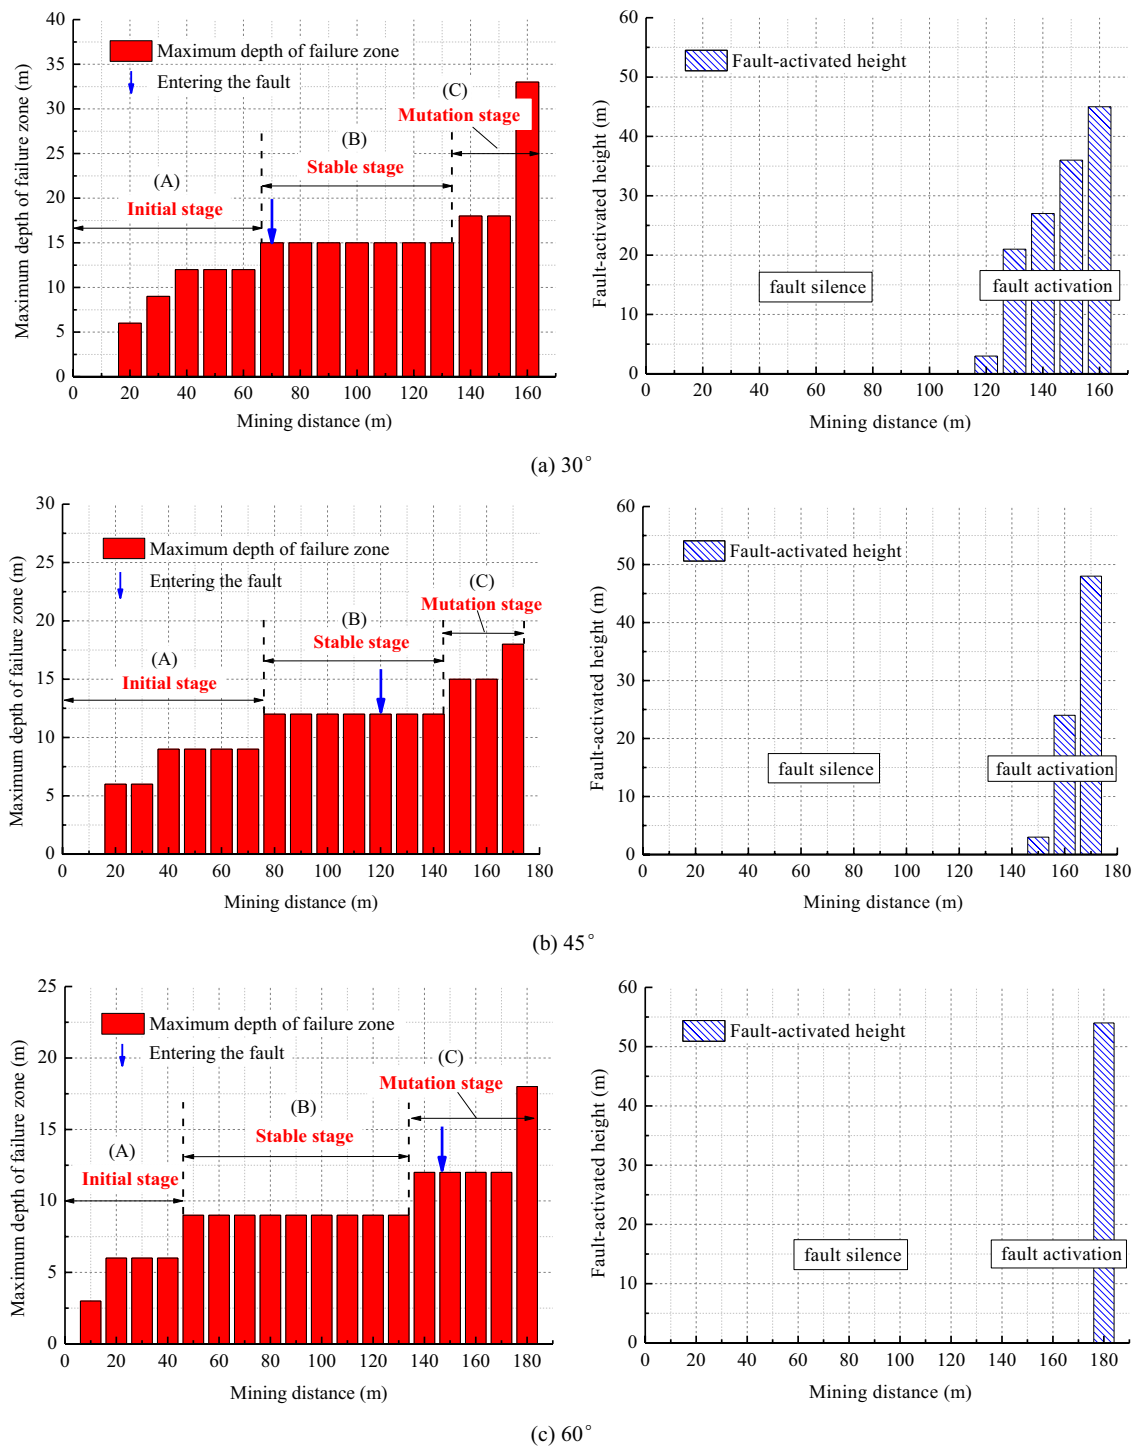 40
35
30
25
20
15
10
5
0
Maximum depth of failure zone (m)
Maximum depth of failure zone (m)
Entering the fault
(A)
Initial stage
(B)
Stable stage
(C)
Mutation stage
0 20 40 60 80 100 120 140 160
Mining distance (m)
60
50
40
30
20
10
0
Fault-activated height (m)
Fault-activated height
fault silence
fault activation
0 20 40 60 80 100 120 140 160
Mining distance (m)
(a) 30°
30
25
20
15
10
5
0
Maximum depth of failure zone (m)
Maximum depth of failure zone
Entering the fault
(A)
Initial stage
(B)
Stable stage
(C)
Mutation stage
0 20 40 60 80 100 120 140 160 180
Mining distance (m)
60
50
40
30
20
10
0
Fault-activated height (m)
Fault-activated height
fault silence
fault activation
0 20 40 60 80 100 120 140 160 180
Mining distance (m)
(b) 45°
25
20
15
10
5
0
Maximum depth of failure zone (m)
Maximum depth of failure zone
Entering the fault
(A)
Initial stage
(B)
Stable stage
(C)
Mutation stage
0 20 40 60 80 100 120 140 160 180
Mining distance (m)
60
50
40
30
20
10
0
Fault-activated height (m)
Fault-activated height
fault silence
fault activation
0 20 40 60 80 100 120 140 160 180
Mining distance (m)
(c) 60°